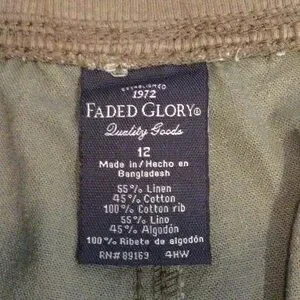 ESTABLISHED
1972
FADED GLORY®
Quality Goods
12
Made in/Hecho en
Bangladesh
55% Linen
45% Cotton
100% Cotton rib
55% Lino
45% Algodón
100% Ribete de algodón
RN#89169 4HW